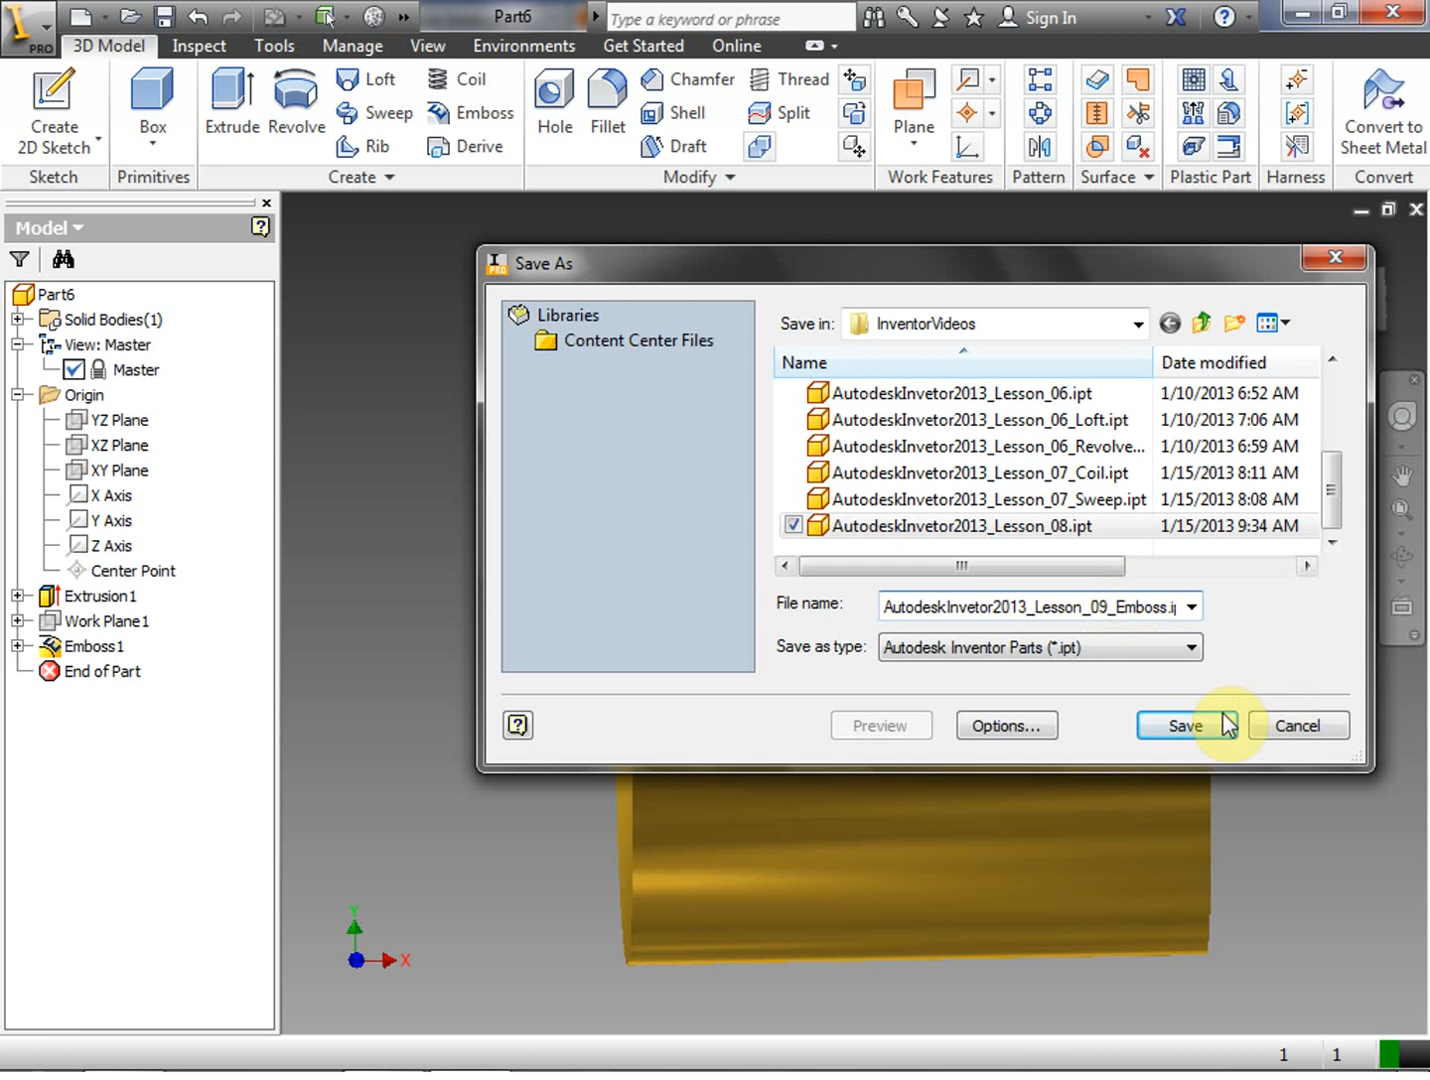 Part6
Type a keyword or phrase
Sign In
PRO
3D Model
Inspect
Tools
Manage
View
Environments
Get Started
Online
Create
2D Sketch
Box
Extrude
Revolve
Loft
Sweep
Rib
Coil
Emboss
Derive
Hole
Fillet
Chamfer
Shell
Draft
Thread
Split
Plane
Convert to
Sheet Metal
Sketch
Primitives
Create
Modify
Work Features
Pattern
Surface
Plastic Part
Harness
Convert
Model
Part6
Solid Bodies(1)
View: Master
Master
Origin
YZ Plane
XZ Plane
XY Plane
X Axis
Y Axis
Z Axis
Center Point
Extrusion1
Work Plane1
Emboss1
End of Part
PRO
Save As
Libraries
Content Center Files
Save in:
InventorVideos
Name
Date modified
AutodeskInvetor2013_Lesson_06.ipt 1/10/2013 6:52 AM
AutodeskInvetor2013_Lesson_06_Loft.ipt 1/10/2013 7:06 AM
AutodeskInvetor2013_Lesson_06_Revolve... 1/10/2013 6:59 AM
AutodeskInvetor2013_Lesson_07_Coil.ipt 1/15/2013 8:11 AM
AutodeskInvetor2013_Lesson_07_Sweep.ipt 1/15/2013 8:08 AM
AutodeskInvetor2013_Lesson_08.ipt 1/15/2013 9:34 AM
File name:
AutodeskInvetor2013_Lesson_09_Emboss.ip
Save as type:
Autodesk Inventor Parts (*.ipt)
Preview
Options...
Save
Cancel
Y
X
1
1